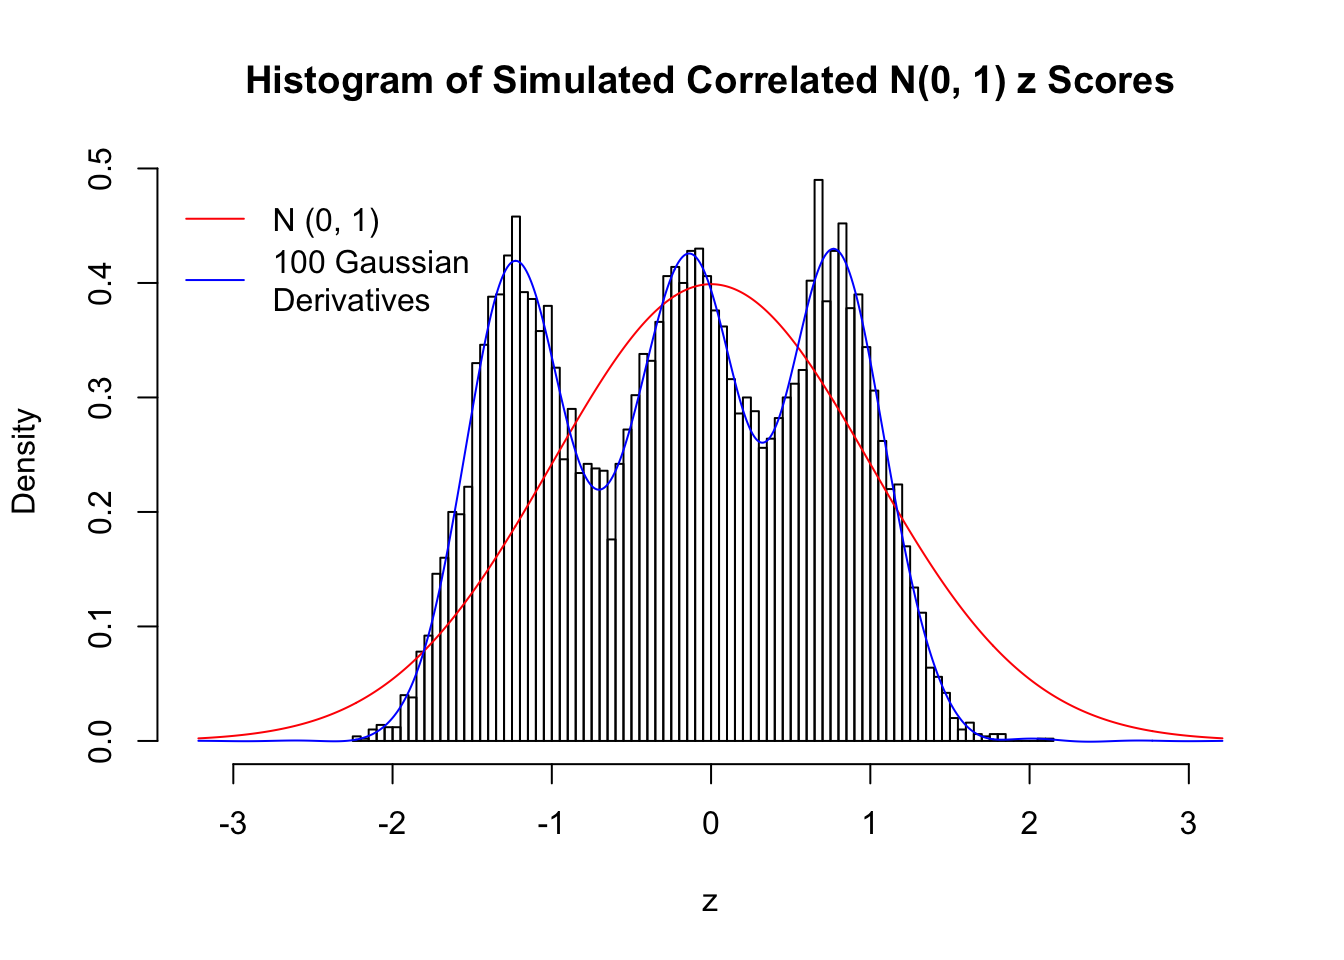 Histogram of Simulated Correlated N(0, 1) z Scores
0.5
0.4
0.3
0.2
0.1
0.0
Density
N (0, 1)
100 Gaussian
Derivatives
-3 -2 -1 0 1 2 3
z